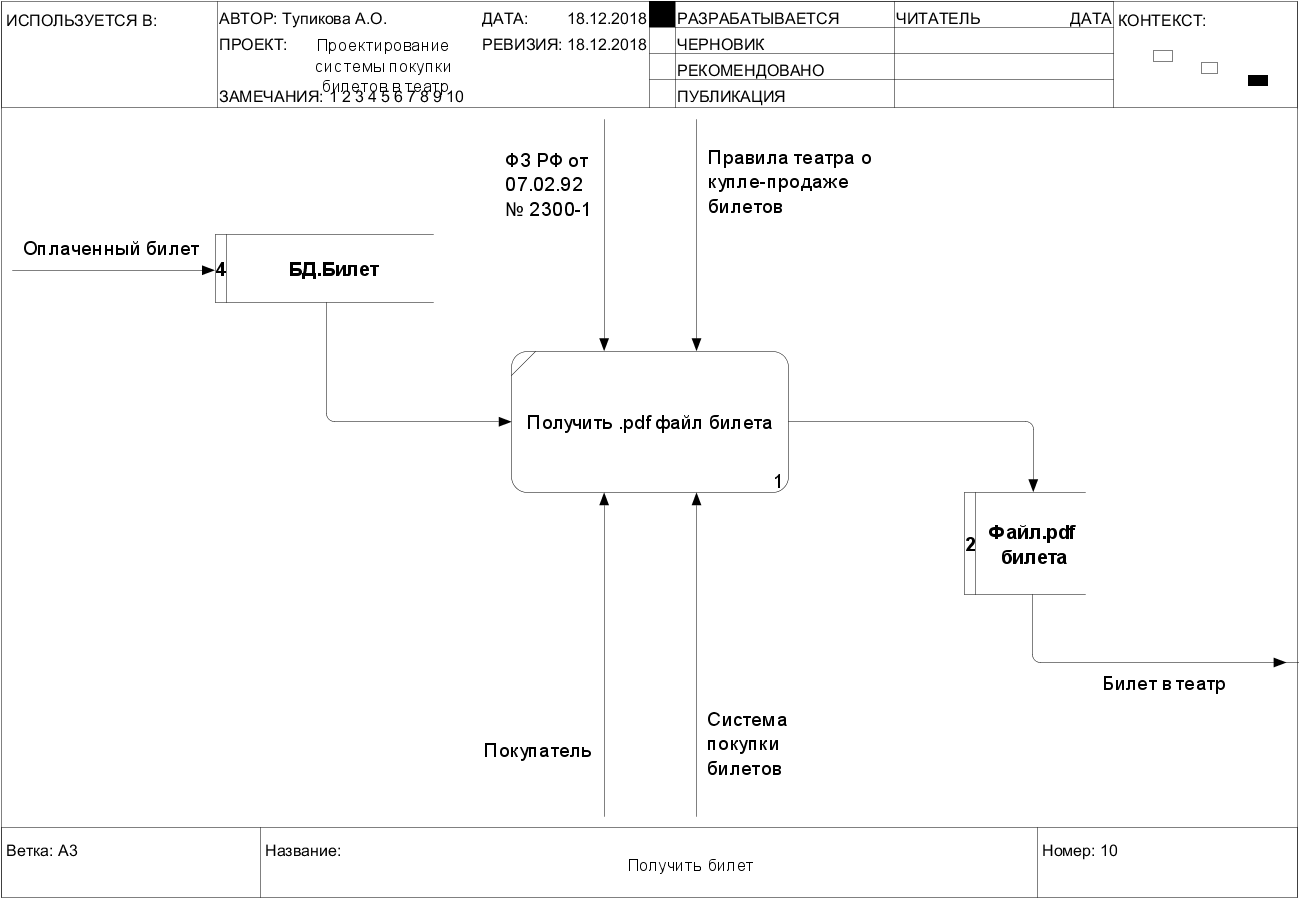 ИСПОЛЬЗУЕТСЯ В:
АВТОР: Тупикова А.О.
ДАТА: 18.12.2018
ПРОЕКТ: Проектирование
системы покупки
билетов в театр
РЕВИЗИЯ: 18.12.2018
ЗАМЕЧАНИЯ: 1 2 3 4 5 6 7 8 9 10
РАЗРАБАТЫВАЕТСЯ
ЧЕРНОВИК
РЕКОМЕНДОВАНО
ПУБЛИКАЦИЯ
ЧИТАТЕЛЬ ДАТА
КОНТЕКСТ:
ФЗ РФ от
07.02.92
№ 2300-1
Правила театра о
купле-продаже
билетов
Оплаченный билет
4 БД.Билет
Получить .pdf файл билета
1
2
Файл.pdf
билета
Билет в театр
Покупатель
Система
покупки
билетов
Ветка: A3
Название:
Получить билет
Номер: 10